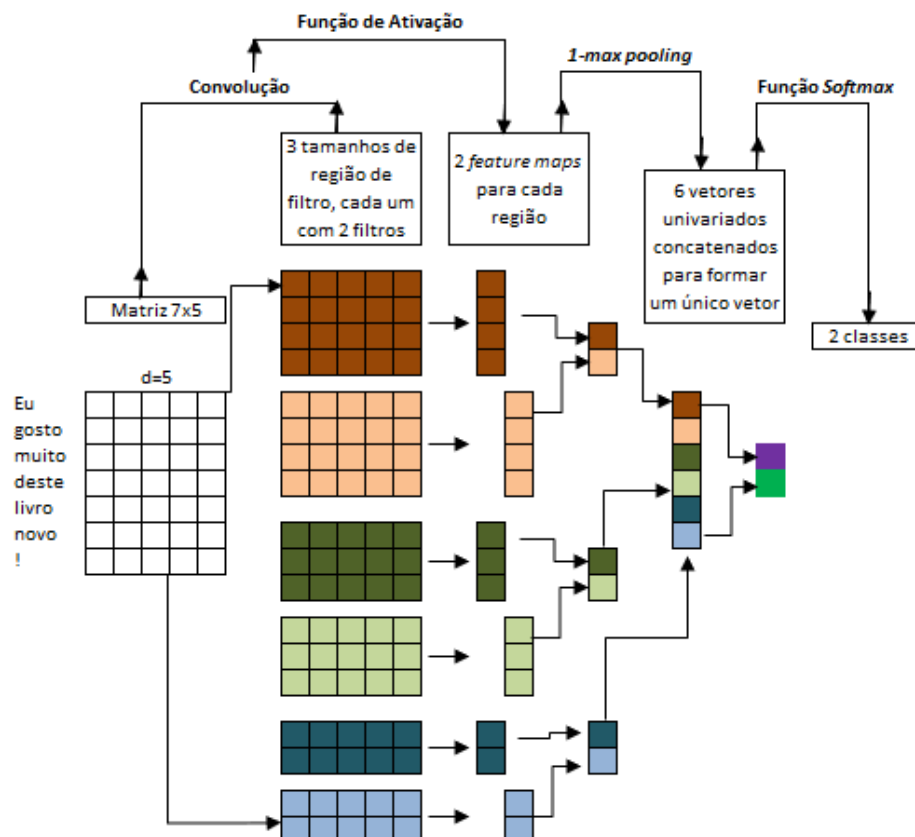 Função de Ativação
Convolução
1-max pooling
Função Softmax
3 tamanhos de
região de
filtro, cada um
com 2 filtros
2 feature maps
para cada
região
6 vetores
univariados
concatenados
para formar
um único vetor
Matriz 7x5
2 classes
d=5
Eu
gosto
muito
deste
livro
novo
!